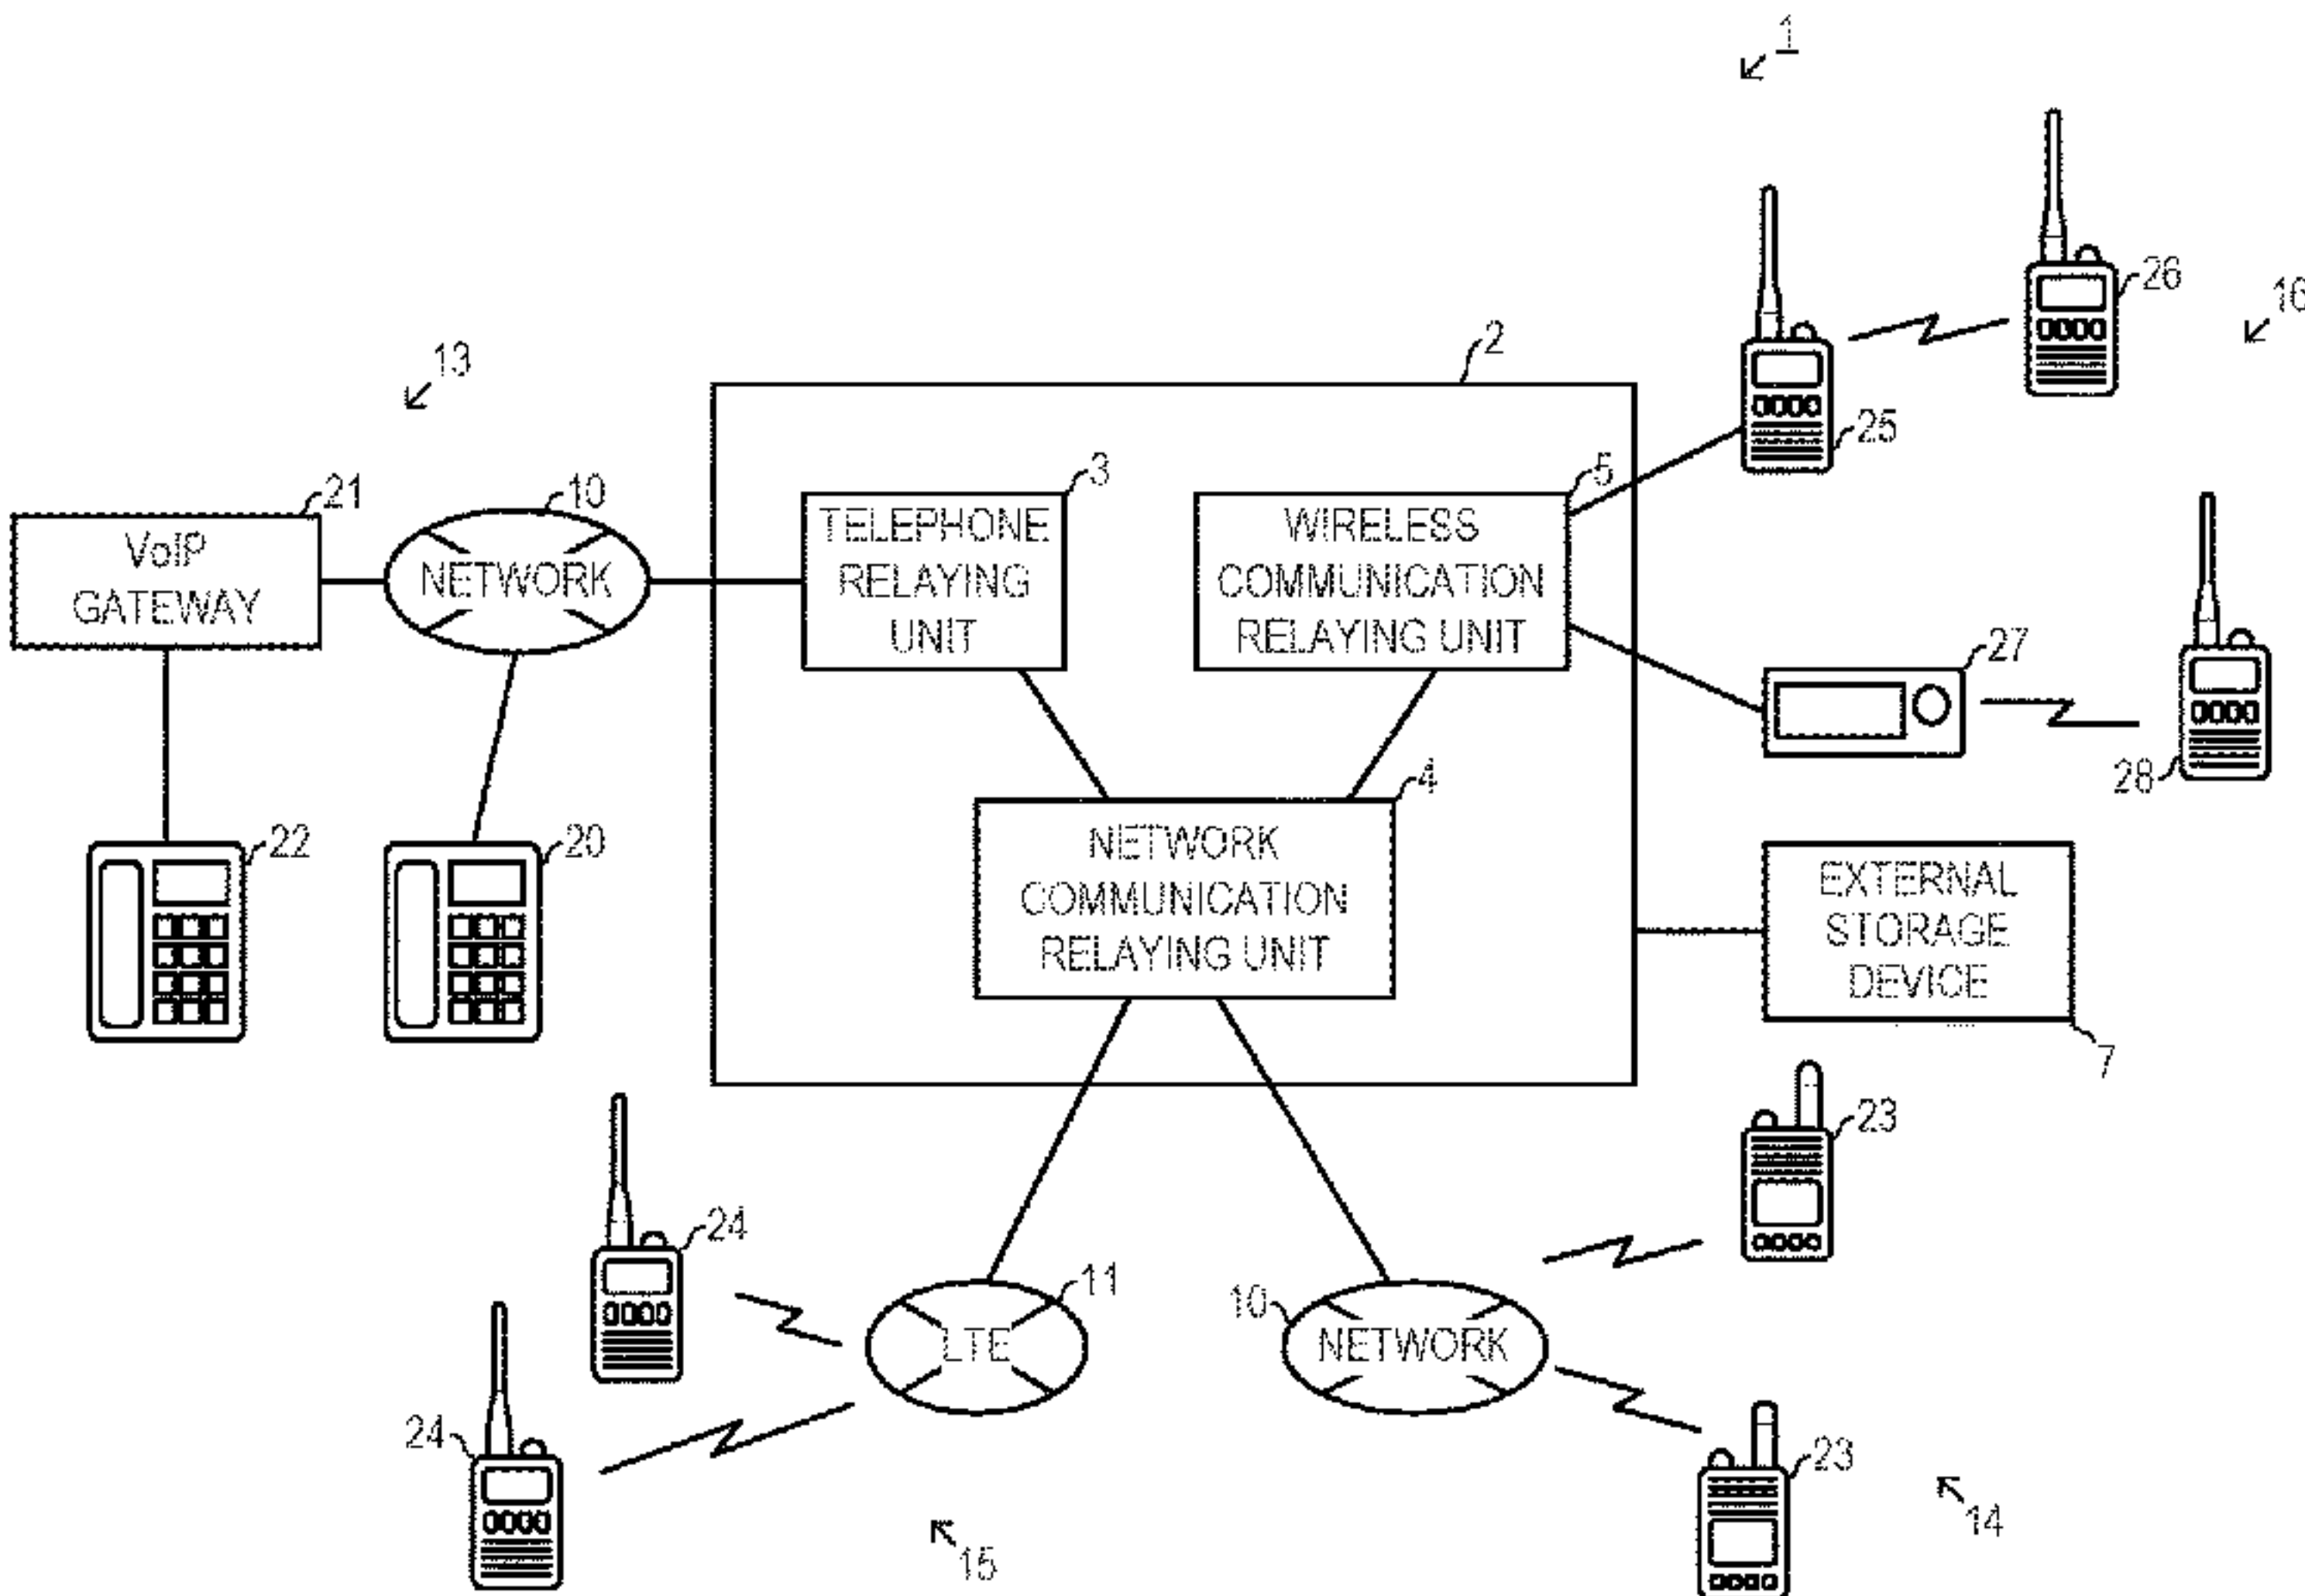 1
26
16
2
13
25
21
10
3
5
VoIP
GATEWAY
NETWORK
TELEPHONE
RELAYING
UNIT
WIRELESS
COMMUNICATION
RELAYING UNIT
27
28
4
22
20
NETWORK
COMMUNICATION
RELAYING UNIT
EXTERNAL
STORAGE
DEVICE
7
23
24
11
10
LTE
NETWORK
24
23
14
15